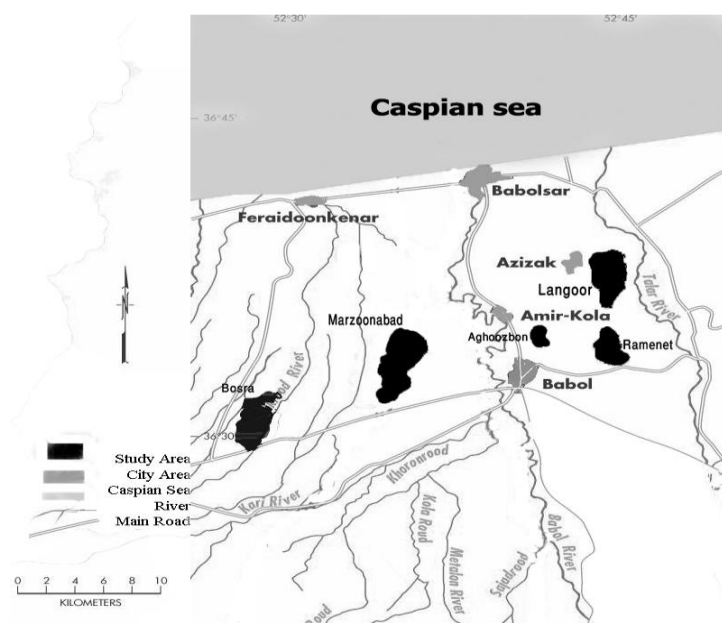 52°30'
52°45'
36°45'
Caspian sea
Babolsar
Feraidoonkenar
Azizak
Langoor
Talar River
Marzoonabad
Amir-Kola
Aghoozbon
Ramenet
Bosra
Babol
36°30'
Khoronrood
Kari River
Kola Roud
Metalon River
Sajadrood
Babol River
Roud
N
Study Area
City Area
Caspian Sea
River
Main Road
0 2 4 6 8 10
KILOMETERS